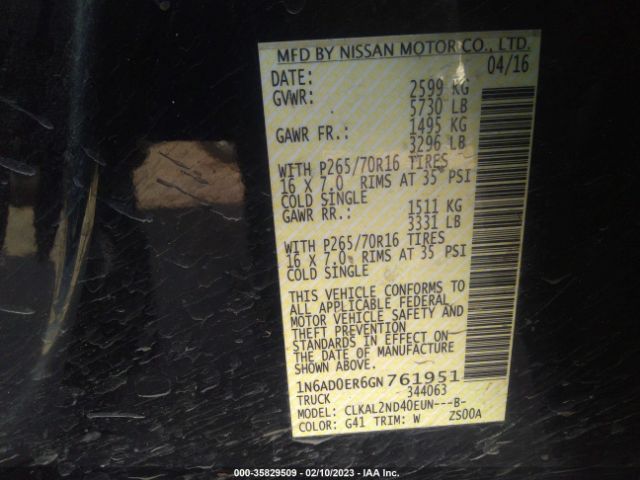 MFD BY NISSAN MOTOR CO., LTD.
DATE: 04/16
GVWR: 2599 KG
5730 LB
GAWR FR.: 1495 KG
3296 LB
WITH P265/70R16 TIRES
16 X 7.0 RIMS AT 35 PSI
COLD SINGLE
GAWR RR.: 1511 KG
3331 LB
WITH P265/70R16 TIRES
16 X 7.0 RIMS AT 35 PSI
COLD SINGLE
THIS VEHICLE CONFORMS TO
ALL APPLICABLE FEDERAL
MOTOR VEHICLE SAFETY AND
THEFT PREVENTION
STANDARDS IN EFFECT ON
THE DATE OF MANUFACTURE
SHOWN ABOVE.
1N6AD0ER6GN761951
TRUCK 344063
MODEL: CLKAL2ND40EUN---B-
COLOR: G41 TRIM: W ZS00A
000-35829509 - 02/10/2023 - IAA Inc.